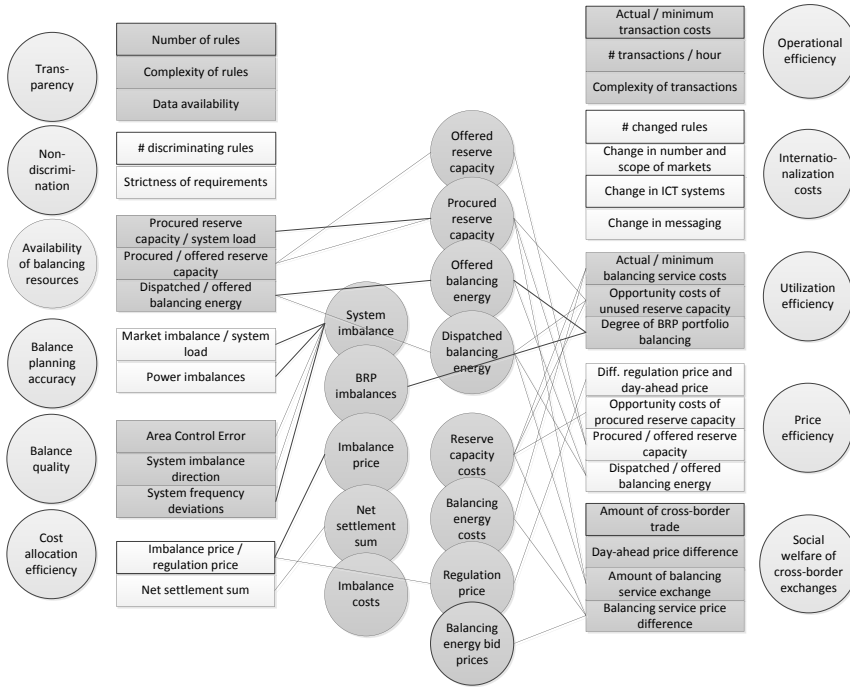 Trans-
parency
Number of rules
Complexity of rules
Data availability
Non-
discrimi-
nation
# discriminating rules
Strictness of requirements
Availability
of balancing
resources
Procured reserve
capacity / system load
Procured / offered reserve
capacity
Dispatched / offered
balancing energy
Balance
planning
accuracy
Market imbalance / system
load
Power imbalances
Balance
quality
Area Control Error
System imbalance
direction
System frequency
deviations
Cost
allocation
efficiency
Imbalance price /
regulation price
Net settlement sum
System
imbalance
BRP
imbalances
Imbalance
price
Net
settlement
sum
Imbalance
costs
Offered
reserve
capacity
Procured
reserve
capacity
Offered
balancing
energy
Dispatched
balancing
energy
Reserve
capacity
costs
Balancing
energy
costs
Regulation
price
Balancing
energy bid
prices
Actual / minimum
transaction costs
# transactions / hour
Complexity of transactions
Operational
efficiency
# changed rules
Change in number and
scope of markets
Change in ICT systems
Change in messaging
Internatio-
nalization
costs
Actual / minimum
balancing service costs
Opportunity costs of
unused reserve capacity
Degree of BRP portfolio
balancing
Utilization
efficiency
Diff. regulation price and
day-ahead price
Opportunity costs of
procured reserve capacity
Procured / offered reserve
capacity
Dispatched / offered
balancing energy
Price
efficiency
Amount of cross-border
trade
Day-ahead price difference
Amount of balancing
service exchange
Balancing service price
difference
Social
welfare of
cross-border
exchanges